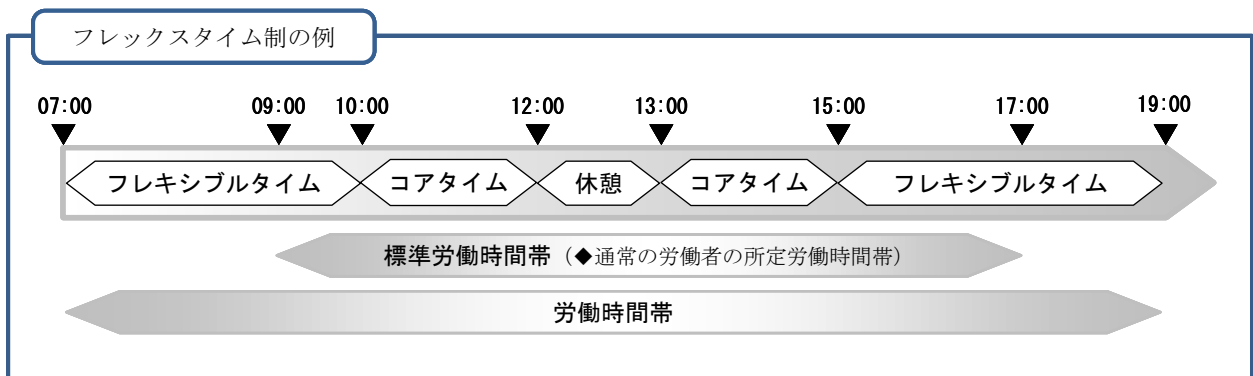 フレックスタイム制の例
07:00 09:00 10:00 12:00 13:00 15:00 17:00 19:00
フレキシブルタイム コアタイム 休憩 コアタイム フレキシブルタイム
標準労働時間帯（◆通常の労働者の所定労働時間帯）
労働時間帯